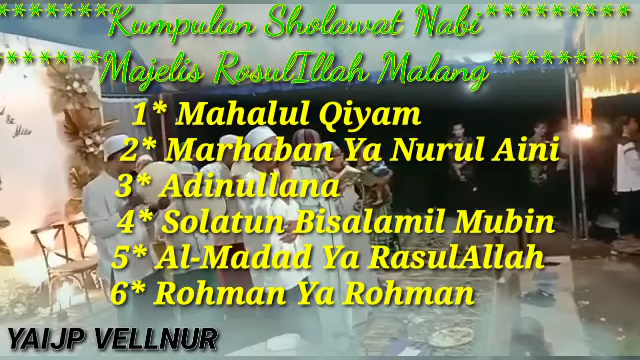 *******Kumpulan Sholawat Nabi*********
*******Majelis RosulIllah Malang*********
1* Mahalul Qiyam
2* Marhaban Ya Nurul Aini
3* Adinullana
4* Solatun Bisalamil Mubin
5* Al-Madad Ya RasulAllah
6* Rohman Ya Rohman
YAIJP VELLNUR